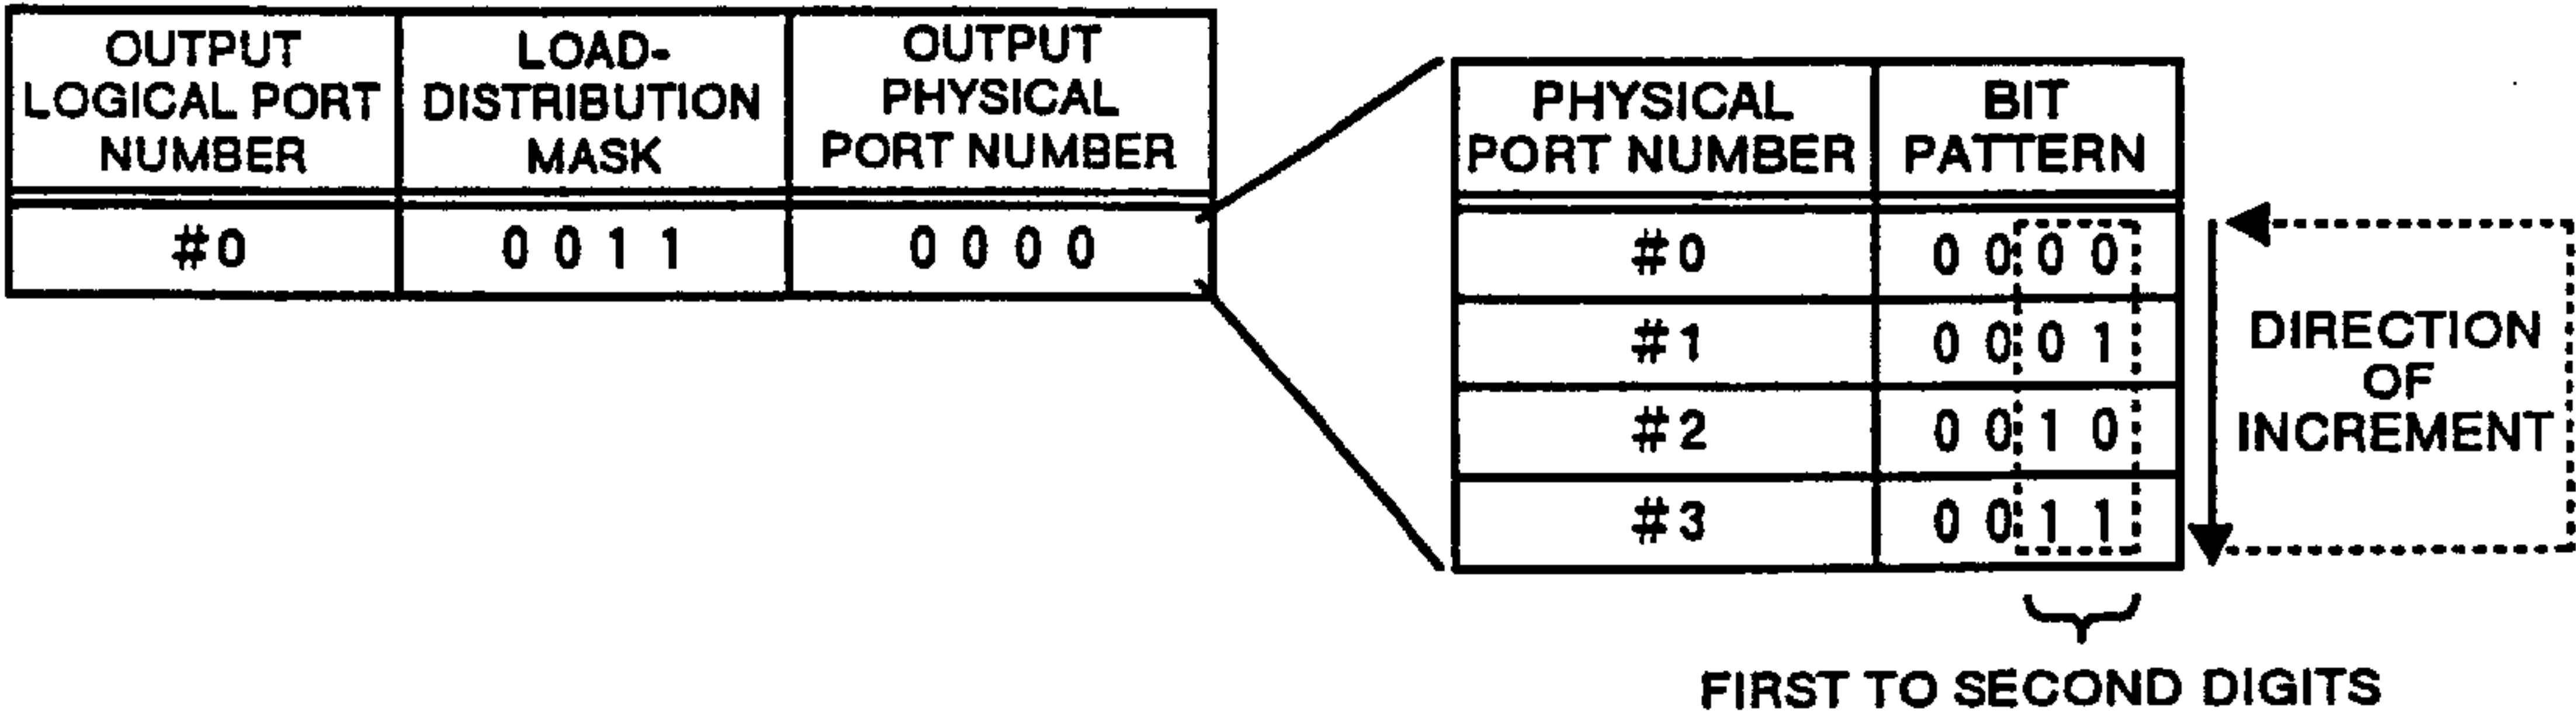 OUTPUT LOGICAL PORT NUMBER
LOAD-DISTRIBUTION MASK
OUTPUT PHYSICAL PORT NUMBER
#0
0 0 1 1
0 0 0 0
PHYSICAL PORT NUMBER
BIT PATTERN
#0
0 0 0 0
#1
0 0 0 1
#2
0 0 1 0
#3
0 0 1 1
DIRECTION
OF
INCREMENT
FIRST TO SECOND DIGITS